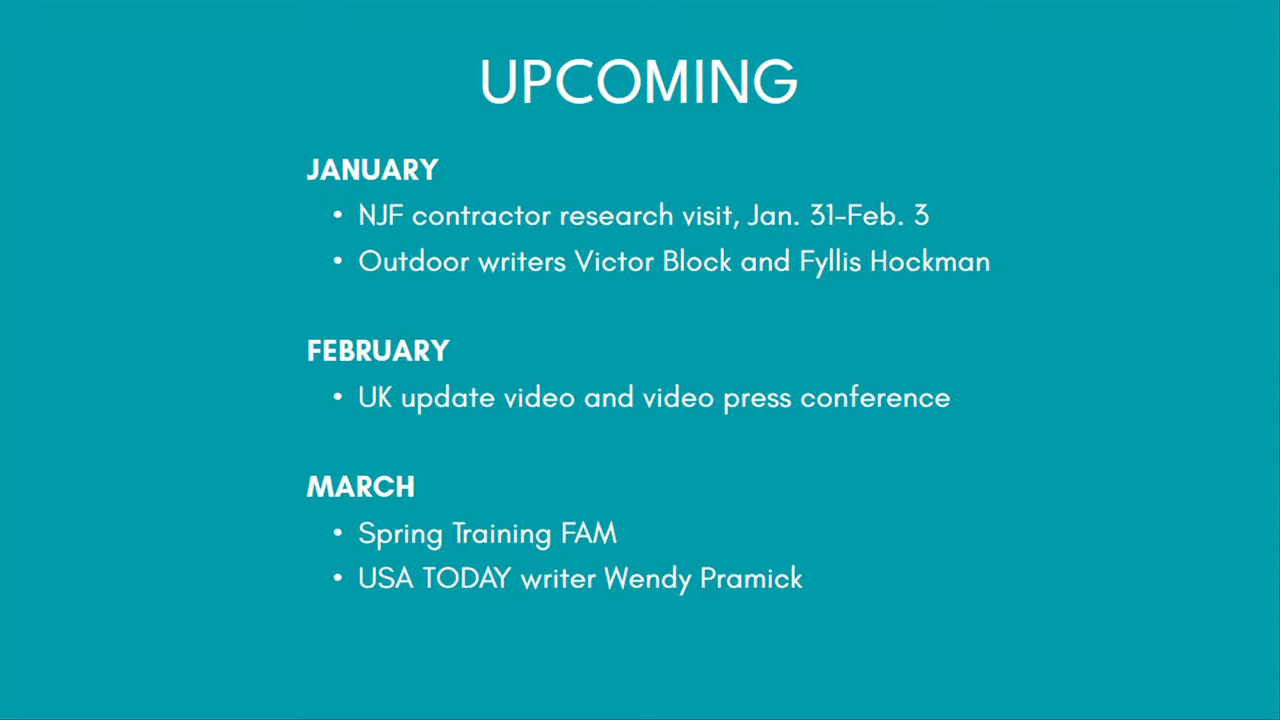 UPCOMING
JANUARY
• NJF contractor research visit, Jan. 31-Feb. 3
• Outdoor writers Victor Block and Fyllis Hockman
FEBRUARY
• UK update video and video press conference
MARCH
• Spring Training FAM
• USA TODAY writer Wendy Pramick